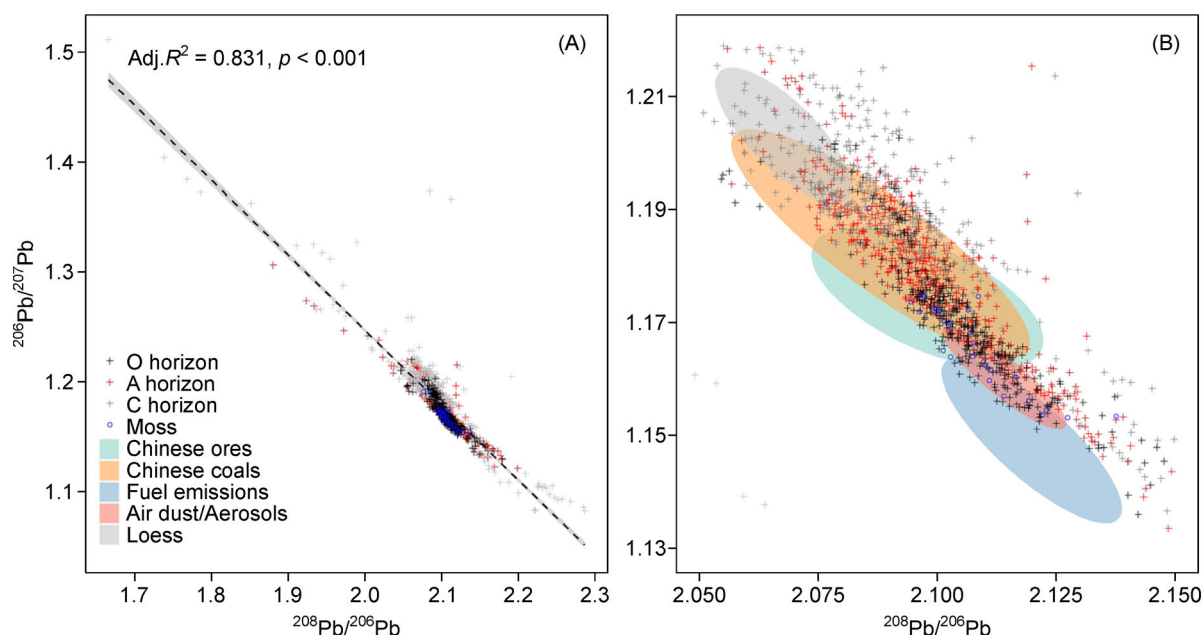 (A)
Adj.R² = 0.831, p < 0.001
1.5
1.4
1.3
1.2
1.1
²⁰⁶Pb/²⁰⁷Pb
O horizon
A horizon
C horizon
Moss
Chinese ores
Chinese coals
Fuel emissions
Air dust/Aerosols
Loess
1.7
1.8
1.9
2.0
2.1
2.2
2.3
²⁰⁸Pb/²⁰⁶Pb
(B)
1.21
1.19
1.17
1.15
1.13
2.050
2.075
2.100
2.125
2.150
²⁰⁸Pb/²⁰⁶Pb